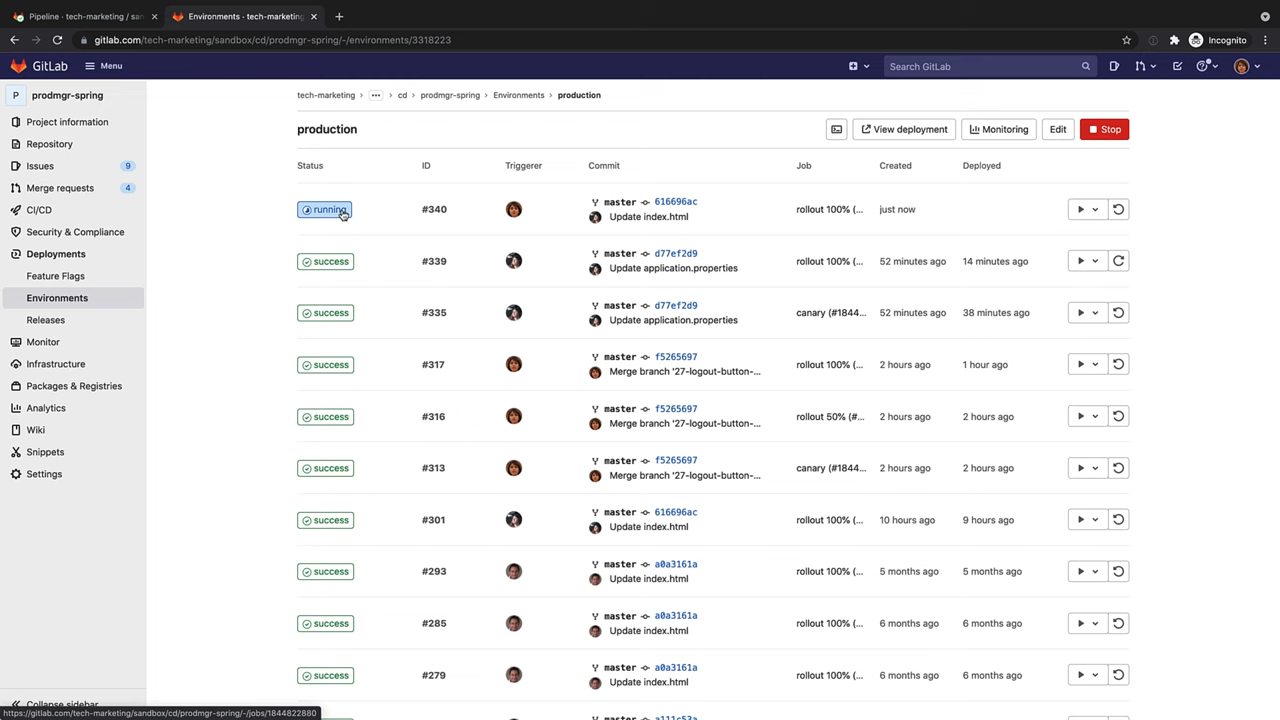 Pipeline · tech-marketing / san
Environments · tech-marketing
gitlab.com/tech-marketing/sandbox/cd/prodmgr-spring/-/environments/3318223
Incognito
GitLab
Menu
Search GitLab
P
prodmgr-spring
Project information
Repository
Issues
9
Merge requests
4
CI/CD
Security & Compliance
Deployments
Feature Flags
Environments
Releases
Monitor
Infrastructure
Packages & Registries
Analytics
Wiki
Snippets
Settings
Collapse sidebar
tech-marketing > ... > cd > prodmgr-spring > Environments > production
production
View deployment
Monitoring
Edit
Stop
Status ID Triggerer Commit Job Created Deployed
running #340 master 616696ac rollout 100% (... just now
Update index.html
success #339 master d77ef2d9 rollout 100% (... 52 minutes ago 14 minutes ago
Update application.properties
success #335 master d77ef2d9 canary (#1844... 52 minutes ago 38 minutes ago
Update application.properties
success #317 master f5265697 rollout 100% (... 2 hours ago 1 hour ago
Merge branch '27-logout-button-...
success #316 master f5265697 rollout 50% (#... 2 hours ago 2 hours ago
Merge branch '27-logout-button-...
success #313 master f5265697 canary (#1844... 2 hours ago 2 hours ago
Merge branch '27-logout-button-...
success #301 master 616696ac rollout 100% (... 10 hours ago 9 hours ago
Update index.html
success #293 master a0a3161a rollout 100% (... 5 months ago 5 months ago
Update index.html
success #285 master a0a3161a rollout 100% (... 6 months ago 6 months ago
Update index.html
success #279 master a0a3161a rollout 100% (... 6 months ago 6 months ago
Update index.html
https://gitlab.com/tech-marketing/sandbox/cd/prodmgr-spring/-/jobs/1844822880